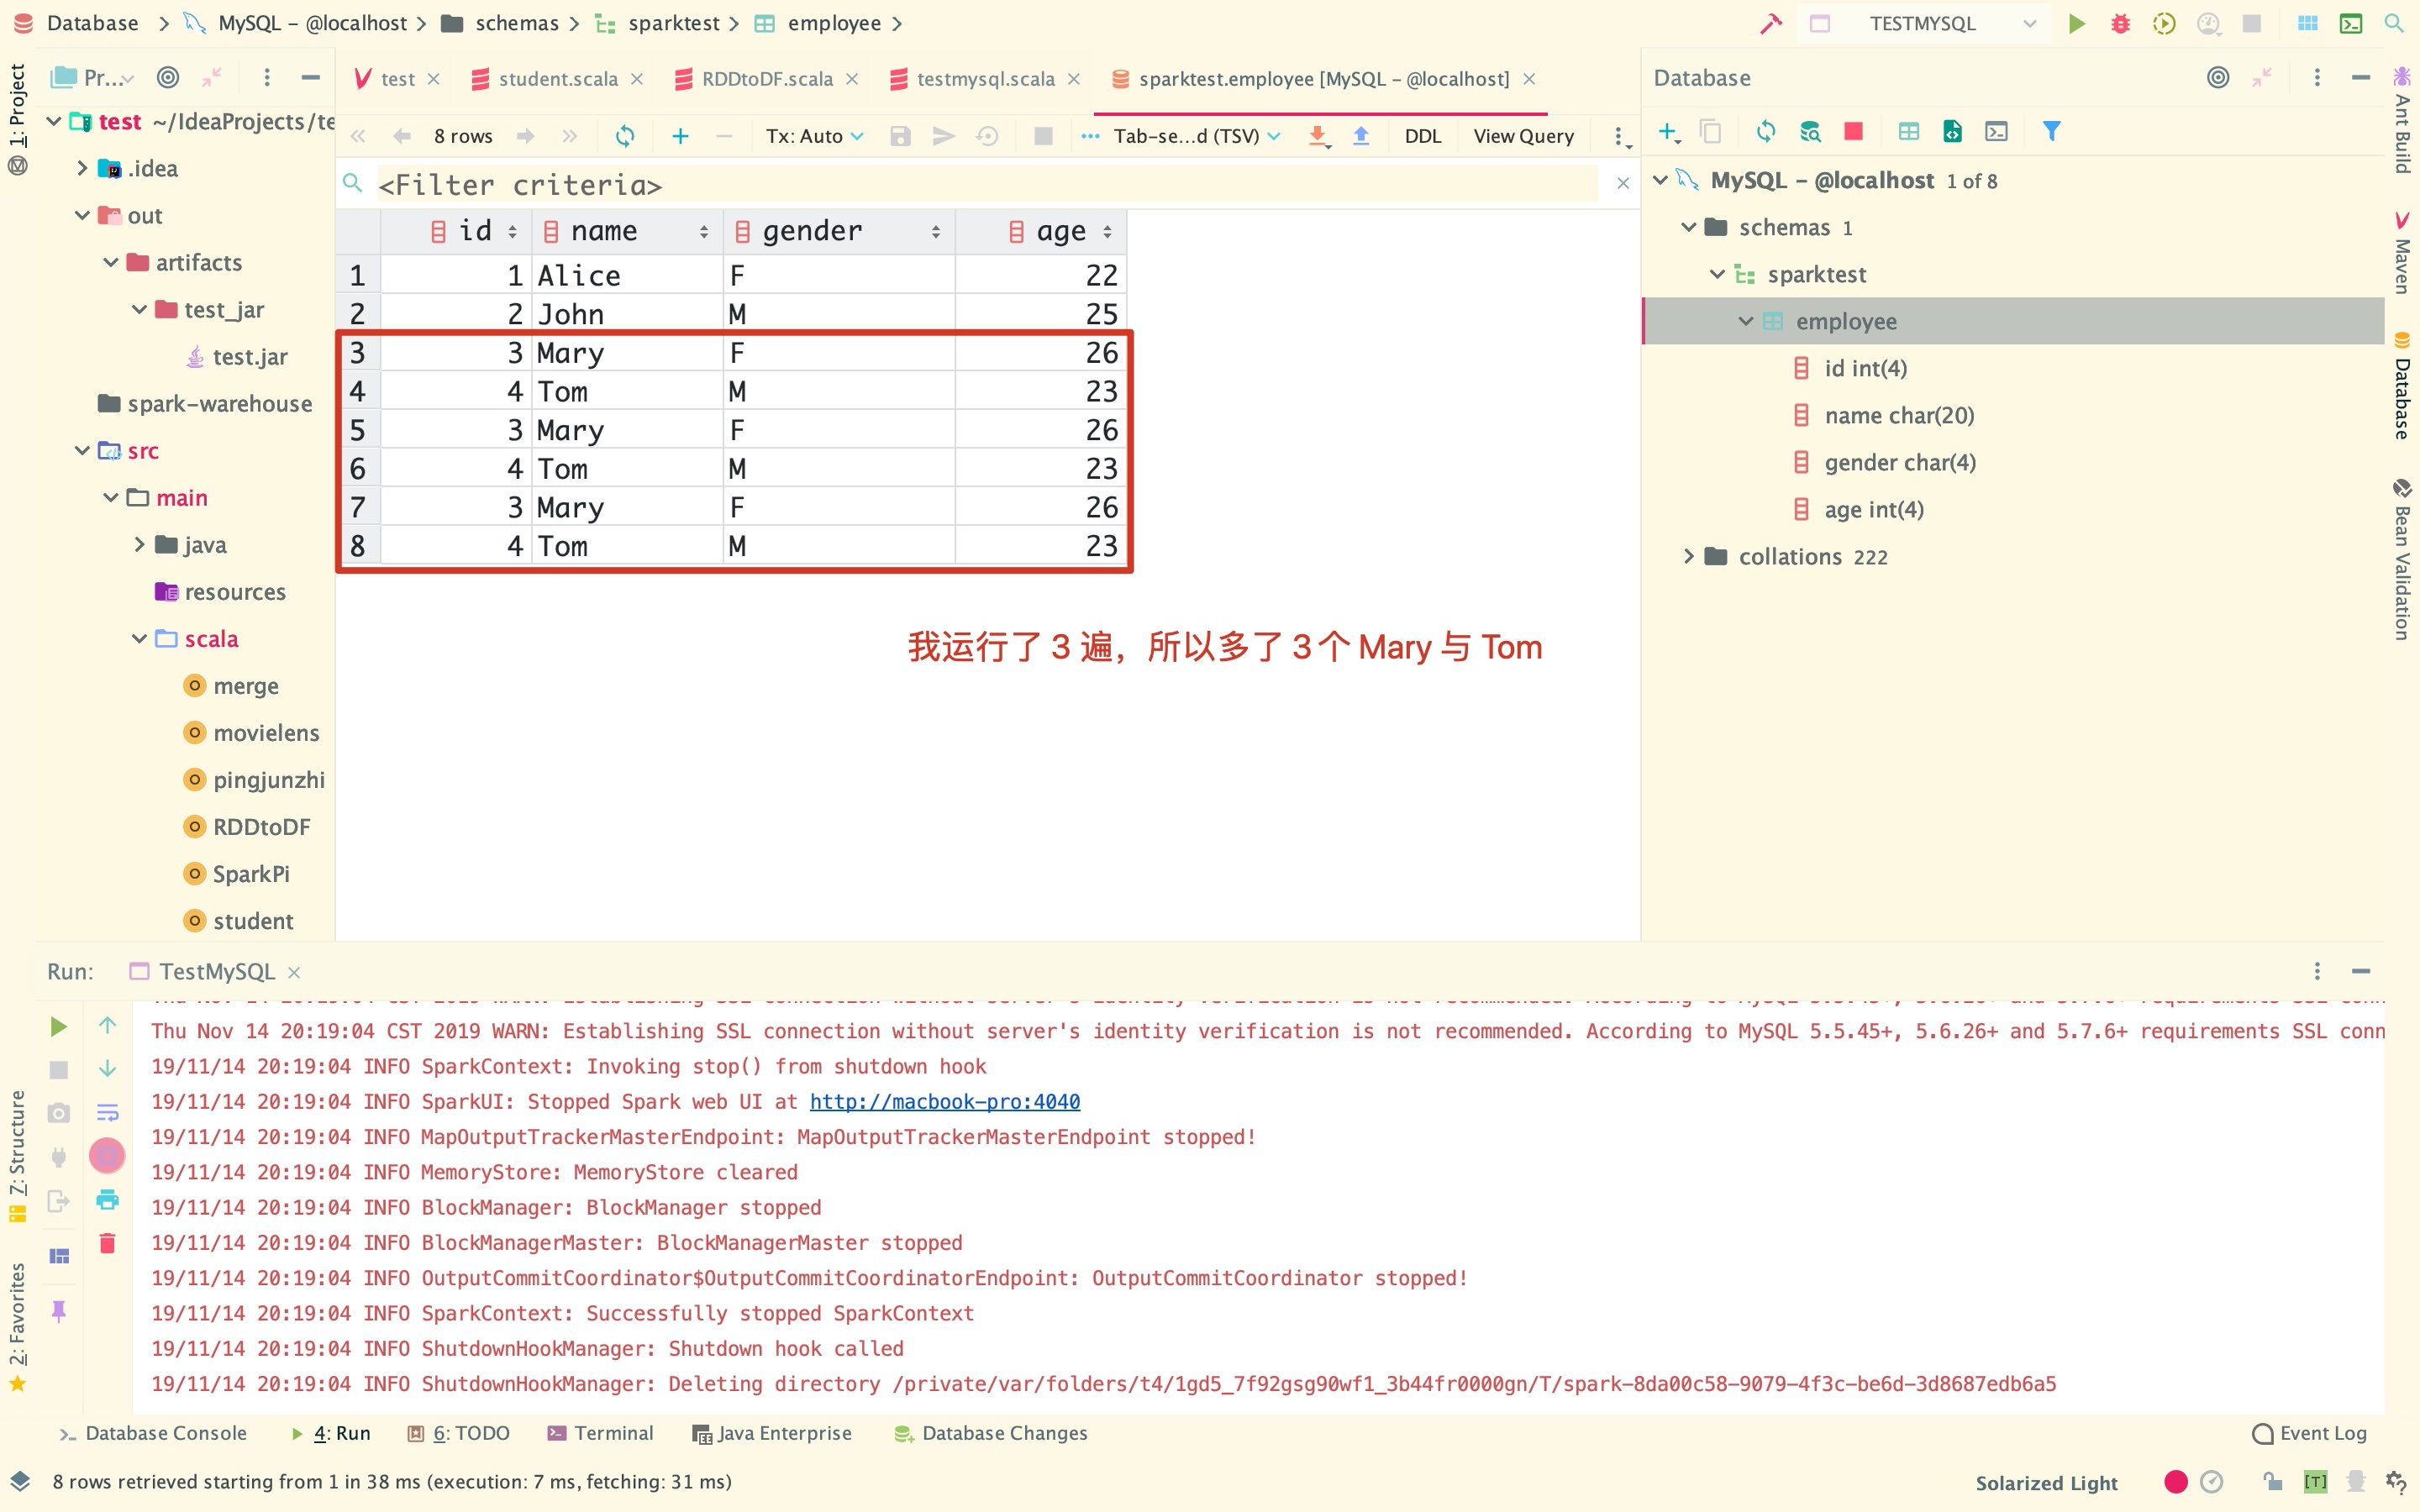 Database > MySQL – @localhost > schemas > sparktest > employee >
TESTMYSQL
1: Project
Pr...
test
student.scala
RDDtoDF.scala
testmysql.scala
sparktest.employee [MySQL – @localhost]
Database
test ~/IdeaProjects/te
.idea
out
artifacts
test_jar
test.jar
spark-warehouse
src
main
java
resources
scala
merge
movielens
pingjunzhi
RDDtoDF
SparkPi
student
8 rows
Tx: Auto
Tab-se...d (TSV)
DDL
View Query
<Filter criteria>
id name gender age
1 1 Alice F 22
2 2 John M 25
3 3 Mary F 26
4 4 Tom M 23
5 3 Mary F 26
6 4 Tom M 23
7 3 Mary F 26
8 4 Tom M 23
我运行了 3 遍，所以多了 3 个 Mary 与 Tom
MySQL – @localhost 1 of 8
schemas 1
sparktest
employee
id int(4)
name char(20)
gender char(4)
age int(4)
collations 222
Ant Build
Maven
Database
Bean Validation
Run: TestMySQL
Thu Nov 14 20:19:04 CST 2019 WARN: Establishing SSL connection without server's identity verification is not recommended. According to MySQL 5.5.45+, 5.6.26+ and 5.7.6+ requirements SSL conn
19/11/14 20:19:04 INFO SparkContext: Invoking stop() from shutdown hook
19/11/14 20:19:04 INFO SparkUI: Stopped Spark web UI at http://macbook-pro:4040
19/11/14 20:19:04 INFO MapOutputTrackerMasterEndpoint: MapOutputTrackerMasterEndpoint stopped!
19/11/14 20:19:04 INFO MemoryStore: MemoryStore cleared
19/11/14 20:19:04 INFO BlockManager: BlockManager stopped
19/11/14 20:19:04 INFO BlockManagerMaster: BlockManagerMaster stopped
19/11/14 20:19:04 INFO OutputCommitCoordinator$OutputCommitCoordinatorEndpoint: OutputCommitCoordinator stopped!
19/11/14 20:19:04 INFO SparkContext: Successfully stopped SparkContext
19/11/14 20:19:04 INFO ShutdownHookManager: Shutdown hook called
19/11/14 20:19:04 INFO ShutdownHookManager: Deleting directory /private/var/folders/t4/1gd5_7f92gsg90wf1_3b44fr0000gn/T/spark-8da00c58-9079-4f3c-be6d-3d8687edb6a5
7: Structure
2: Favorites
Database Console
4: Run
6: TODO
Terminal
Java Enterprise
Database Changes
Event Log
8 rows retrieved starting from 1 in 38 ms (execution: 7 ms, fetching: 31 ms)
Solarized Light
[T]